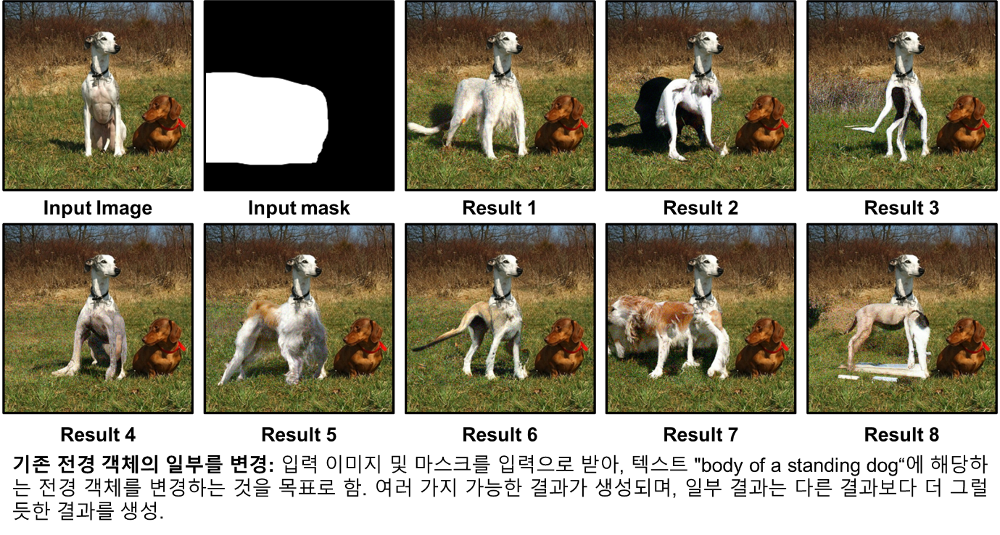 Input Image
Input mask
Result 1
Result 2
Result 3
Result 4
Result 5
Result 6
Result 7
Result 8
기존 전경 객체의 일부를 변경: 입력 이미지 및 마스크를 입력으로 받아, 텍스트 "body of a standing dog“에 해당하
는 전경 객체를 변경하는 것을 목표로 함. 여러 가지 가능한 결과가 생성되며, 일부 결과는 다른 결과보다 더 그럴
듯한 결과를 생성.